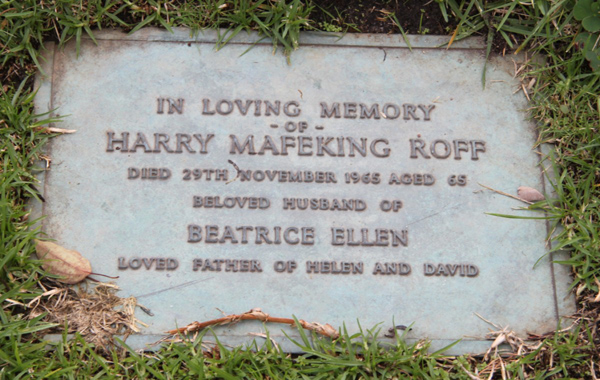 IN LOVING MEMORY
- OF -
HARRY MAFEKING ROFF
DIED 29TH NOVEMBER 1965 AGED 65
BELOVED HUSBAND OF
BEATRICE ELLEN
LOVED FATHER OF HELEN AND DAVID